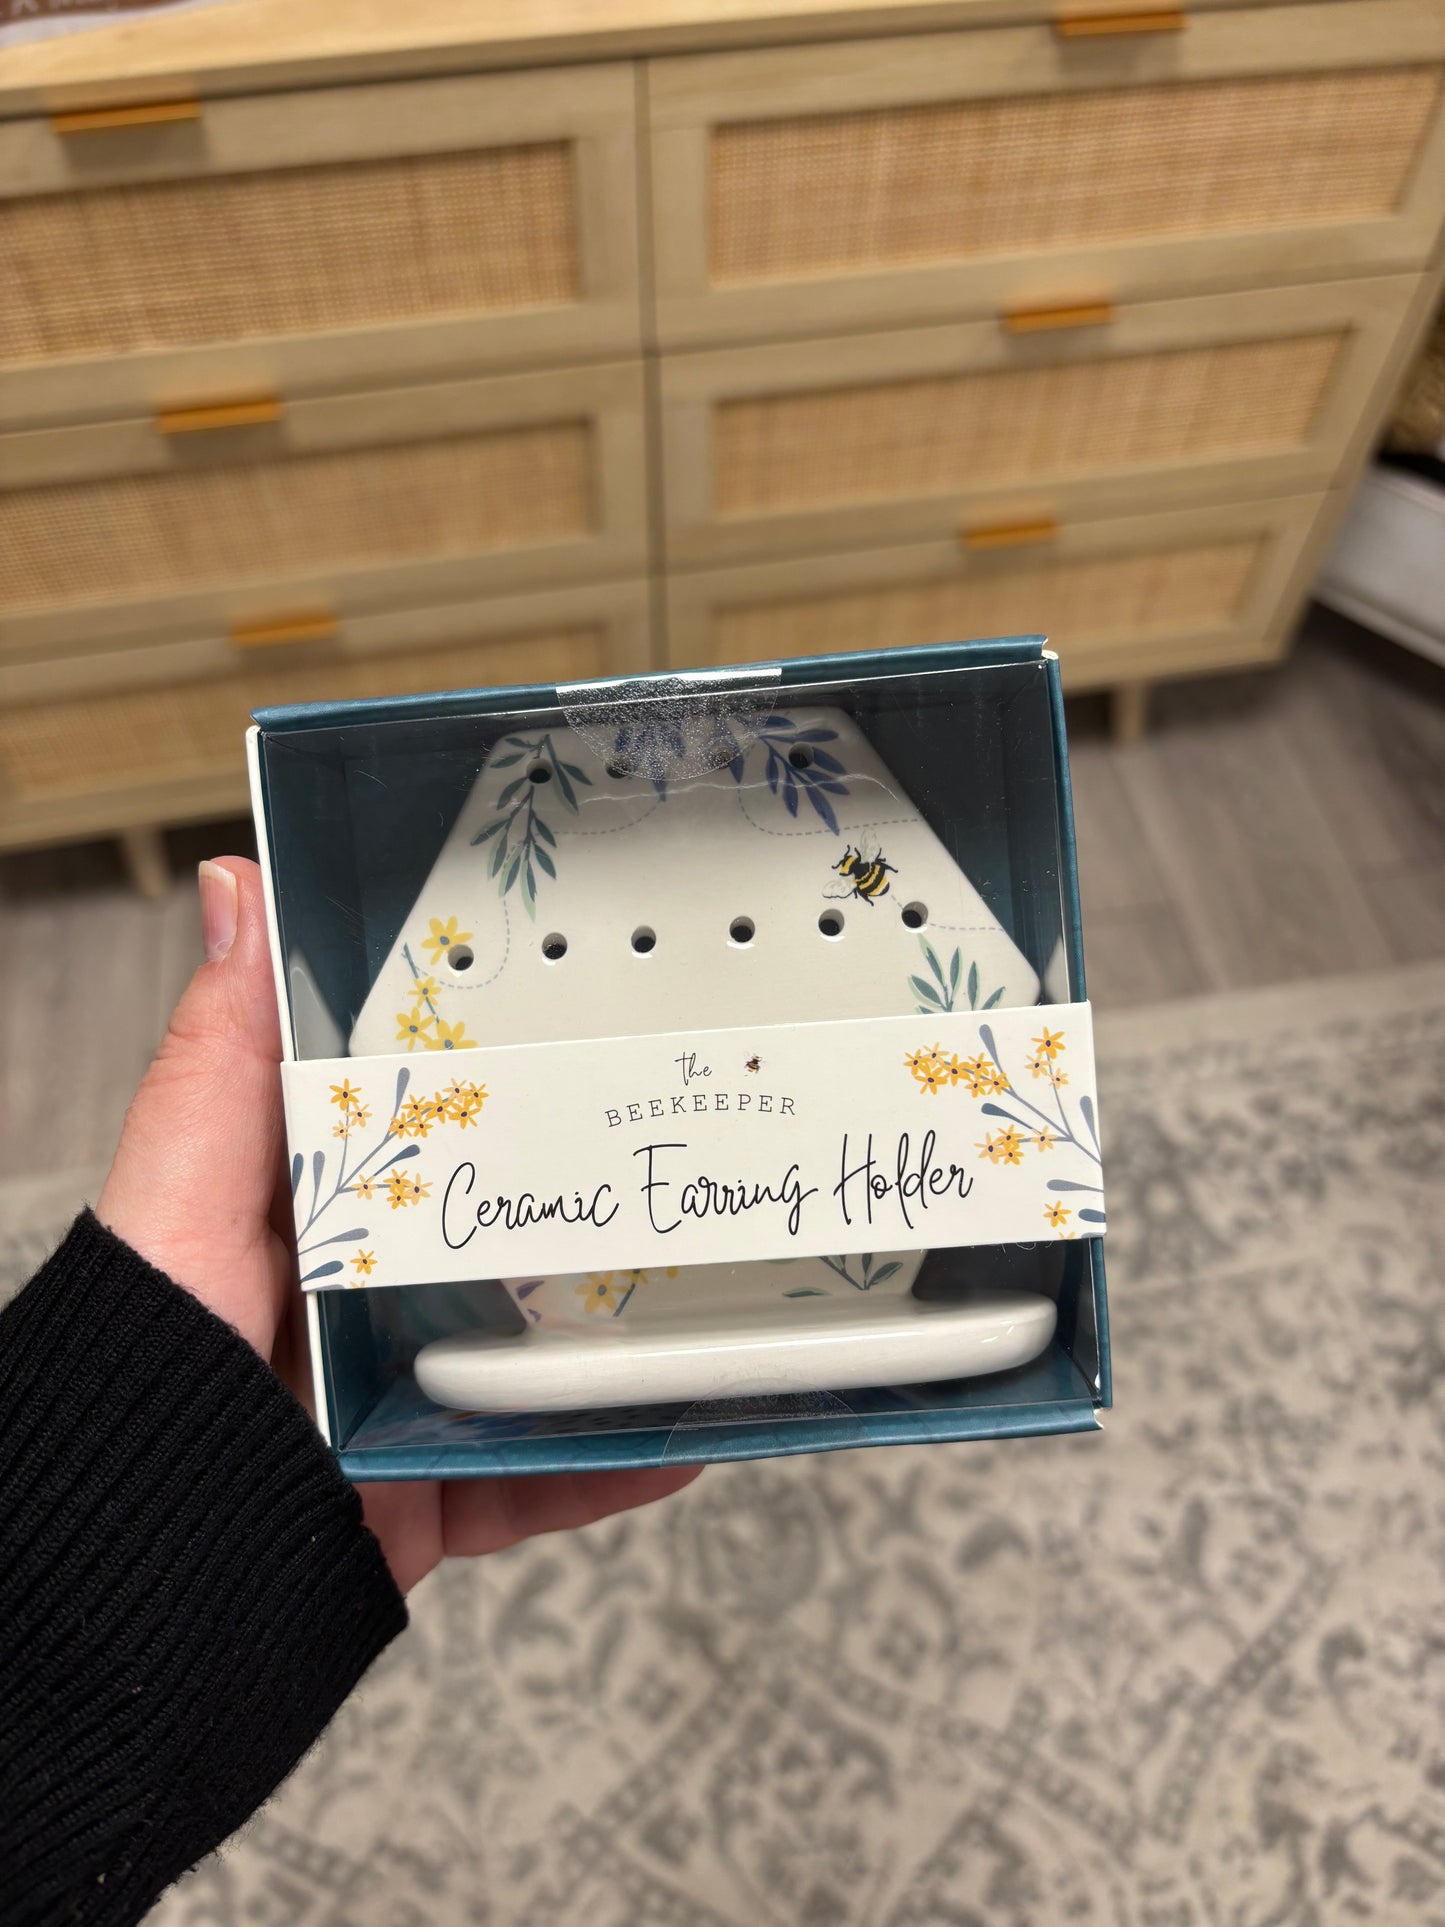 the
BEEKEEPER
Ceramic Earring Holder